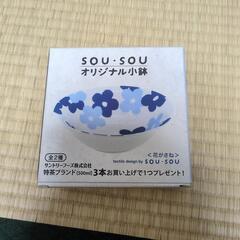 SOU・SOU
オリジナル小鉢
全2種
＜花がさね＞
textile design by SOU・SOU
サントリーフーズ株式会社
特茶ブランド(500ml)3本お買い上げで1つプレゼント!